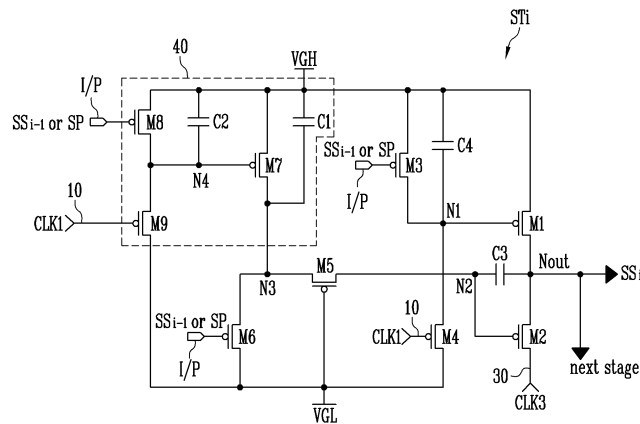 STi
40
VGH
I/P
SSi-1 or SP
M8
C2
M7
C1
SSi-1 or SP
M3
I/P
C4
N4
10
CLK1
M9
N1
M1
N3
M5
N2
C3
Nout
SSi
SSi-1 or SP
I/P
M6
10
CLK1
M4
M2
next stage
30
CLK3
VGL